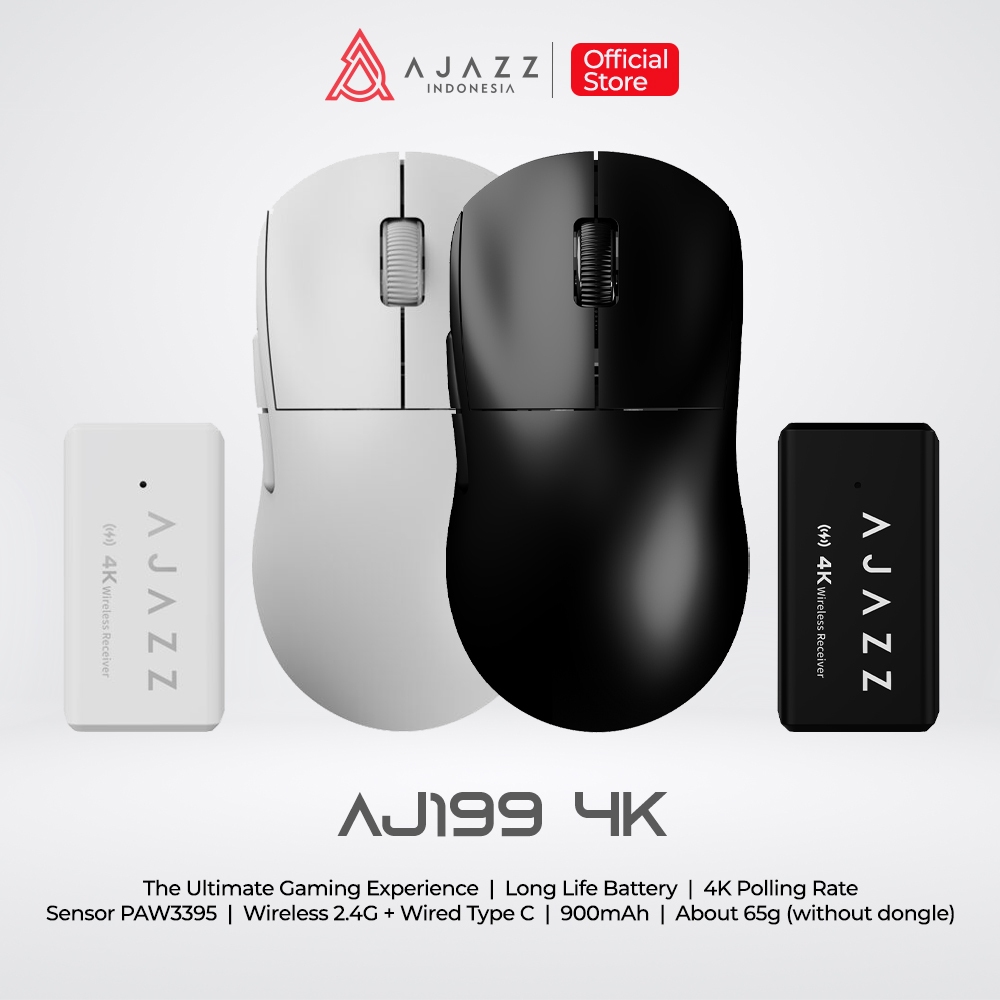 AJAZZ
INDONESIA
Official
Store
AJAZZ
4K Wireless Receiver
AJAZZ
4K Wireless Receiver
AJ199 4K
The Ultimate Gaming Experience | Long Life Battery | 4K Polling Rate
Sensor PAW3395 | Wireless 2.4G + Wired Type C | 900mAh | About 65g (without dongle)